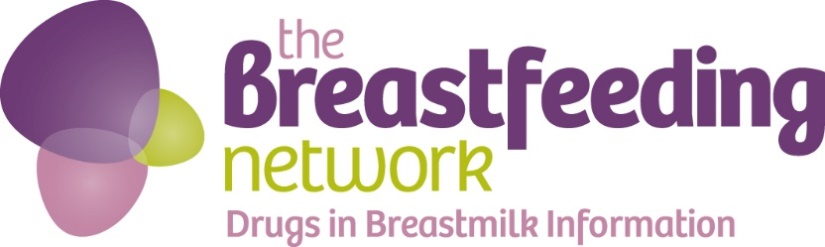 the
Breastfeeding
network
Drugs in Breastmilk Information